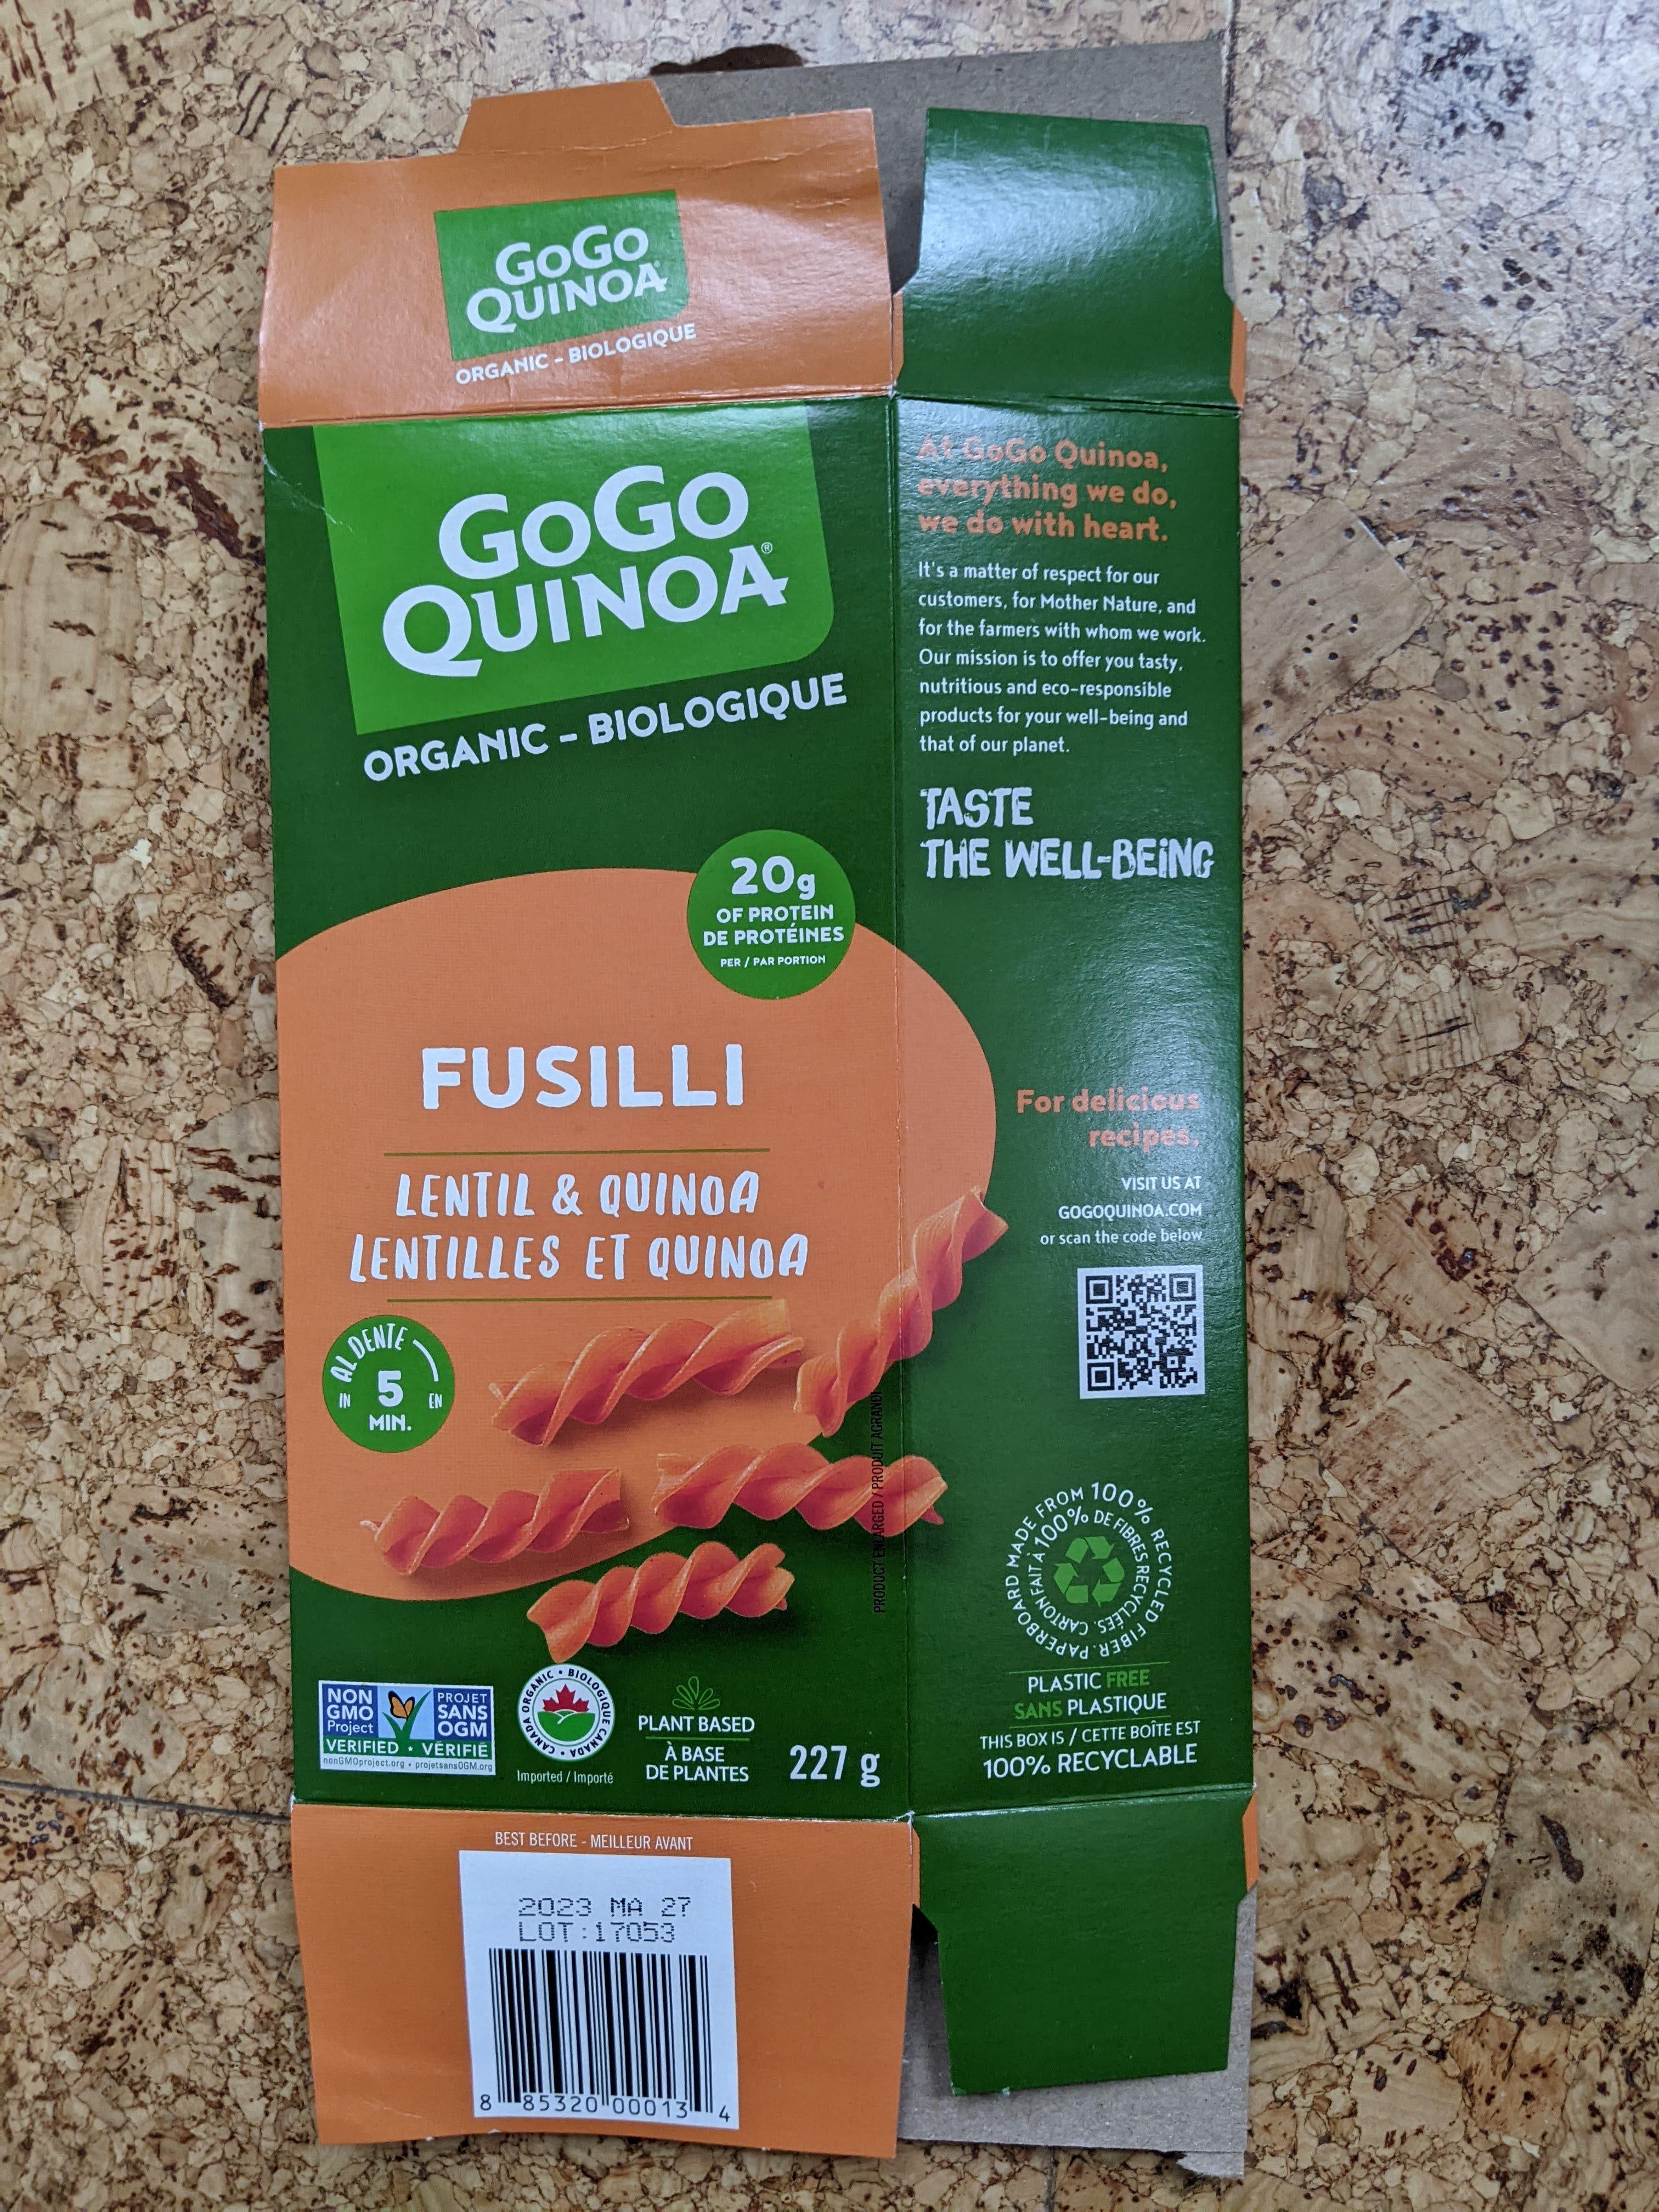 GoGo
QUINOA
ORGANIC - BIOLOGIQUE
GoGo
QUINOA®
ORGANIC - BIOLOGIQUE
20g
OF PROTEIN
DE PROTÉINES
PER / PAR PORTION
FUSILLI
LENTIL & QUINOA
LENTILLES ET QUINOA
AL DENTE
IN 5 EN
MIN.
PRODUCT ENLARGED / PRODUIT AGRANDI
NON
GMO
Project
PROJET
SANS
OGM
VERIFIED • VÉRIFIÉ
nonGMOproject.org • projetsansOGM.org
CANADA ORGANIC • BIOLOGIQUE CANADA •
Imported / Importé
PLANT BASED
À BASE
DE PLANTES
227 g
BEST BEFORE - MEILLEUR AVANT
2023 MA 27
LOT:17053
8 85320 00013 4
At GoGo Quinoa,
everything we do,
we do with heart.
It's a matter of respect for our
customers, for Mother Nature, and
for the farmers with whom we work.
Our mission is to offer you tasty,
nutritious and eco-responsible
products for your well-being and
that of our planet.
TASTE
THE WELL-BEING
For delicious
recipes,
VISIT US AT
GOGOQUINOA.COM
or scan the code below
PAPERBOARD MADE FROM 100% RECYCLED FIBER.
CARTON FAIT À 100% DE FIBRES RECYCLÉES.
PLASTIC FREE
SANS PLASTIQUE
THIS BOX IS / CETTE BOÎTE EST
100% RECYCLABLE